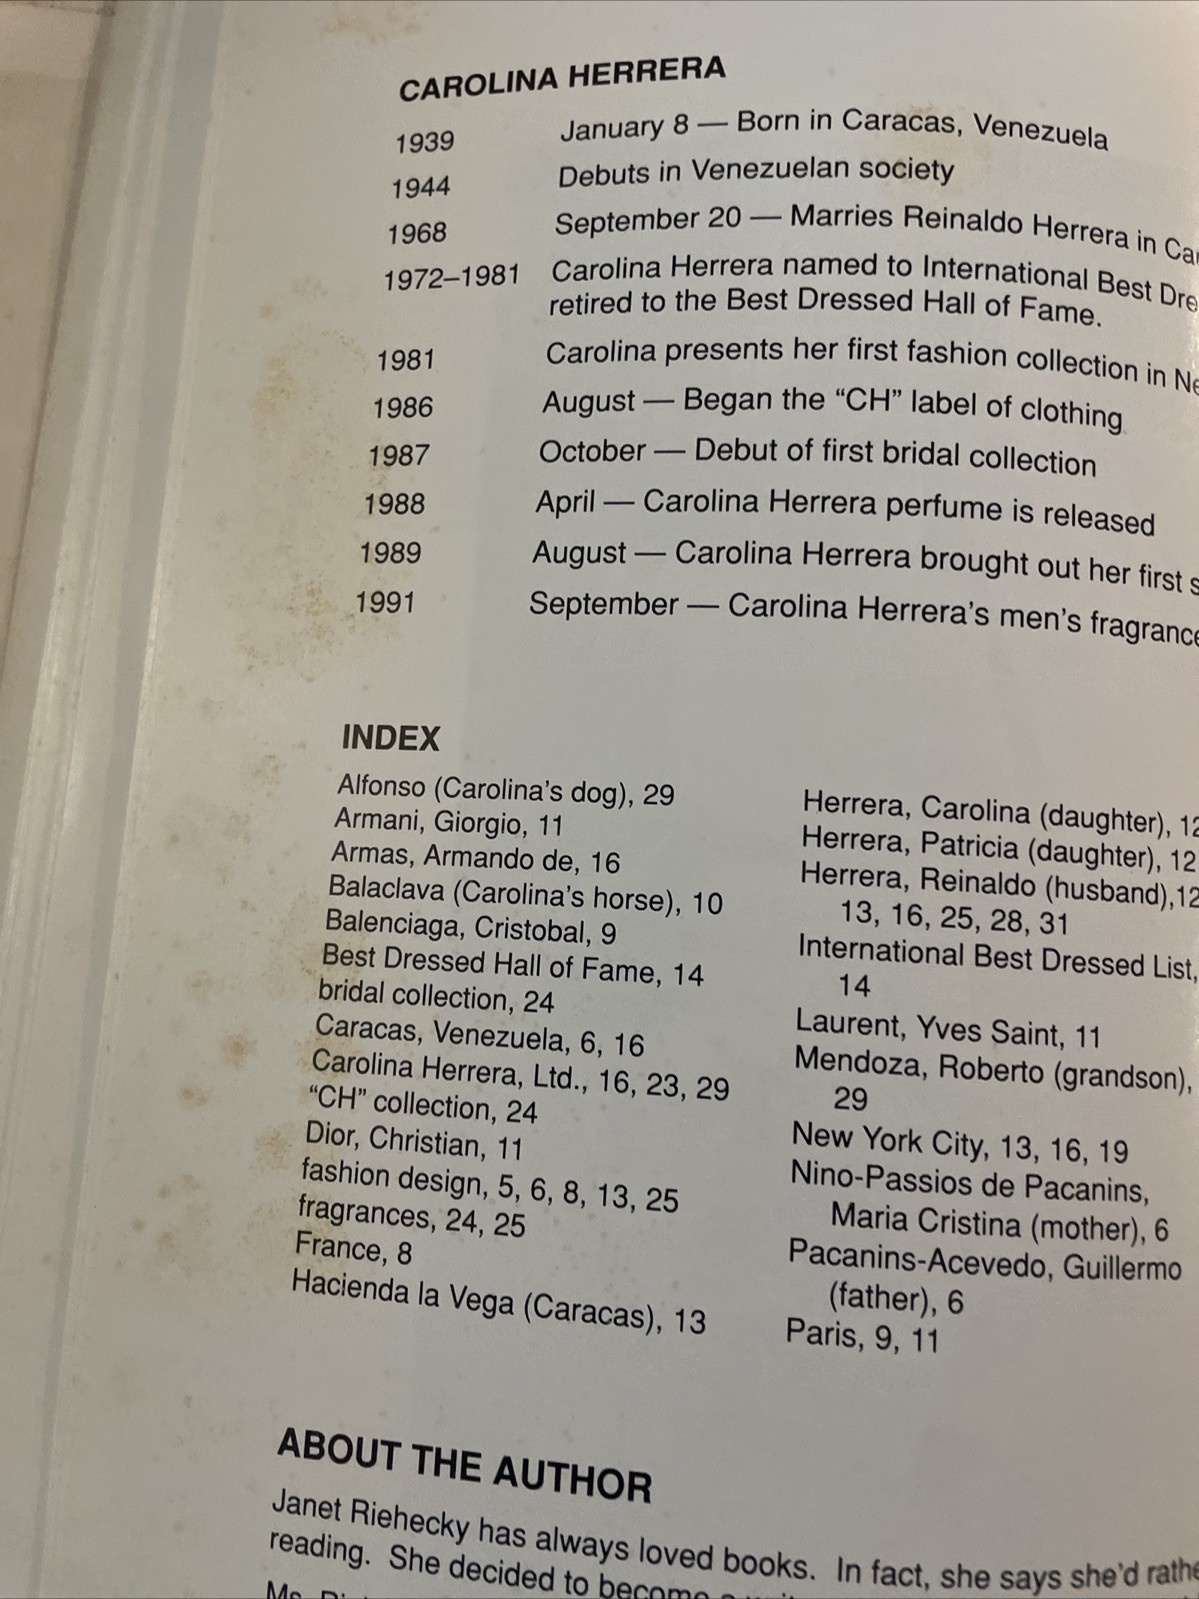 CAROLINA HERRERA
1939 January 8 — Born in Caracas, Venezuela
1944 Debuts in Venezuelan society
1968 September 20 — Marries Reinaldo Herrera in
1972–1981 Carolina Herrera named to International Best
retired to the Best Dressed Hall of Fame.
1981 Carolina presents her first fashion collection in
1986 August — Began the “CH” label of clothing
1987 October — Debut of first bridal collection
1988 April — Carolina Herrera perfume is released
1989 August — Carolina Herrera brought out her first
1991 September — Carolina Herrera’s men’s
INDEX
Alfonso (Carolina’s dog), 29
Armani, Giorgio, 11
Armas, Armando de, 16
Balaclava (Carolina’s horse), 10
Balenciaga, Cristobal, 9
Best Dressed Hall of Fame, 14
bridal collection, 24
Caracas, Venezuela, 6, 16
Carolina Herrera, Ltd., 16, 23, 29
“CH” collection, 24
Dior, Christian, 11
fashion design, 5, 6, 8, 13, 25
fragrances, 24, 25
France, 8
Hacienda la Vega (Caracas), 13
Herrera, Carolina (daughter), 12
Herrera, Patricia (daughter), 12
Herrera, Reinaldo (husband),12
13, 16, 25, 28, 31
International Best Dressed List,
14
Laurent, Yves Saint, 11
Mendoza, Roberto (grandson),
29
New York City, 13, 16, 19
Nino-Passios de Pacanins,
Maria Cristina (mother), 6
Pacanins-Acevedo, Guillermo
(father), 6
Paris, 9, 11
ABOUT THE AUTHOR
Janet Riehecky has always loved books. In fact, she says she’d
reading. She decided to become a
Ms.